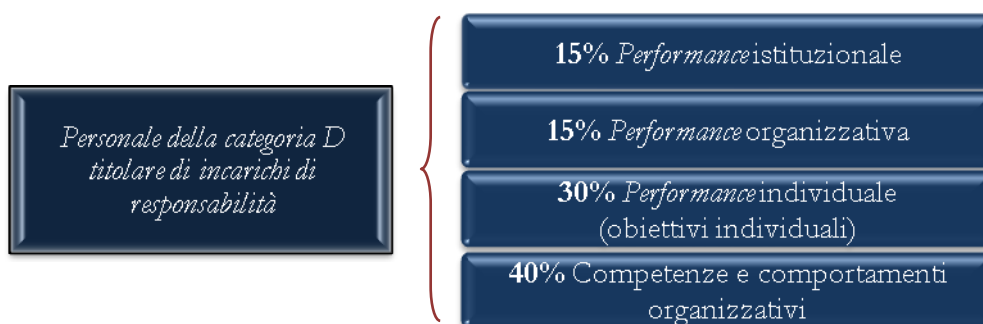 Personale della categoria D
titolare di incarichi di
responsabilità
15% Performance istituzionale
15% Performance organizzativa
30% Performance individuale
(obiettivi individuali)
40% Competenze e comportamenti
organizzativi